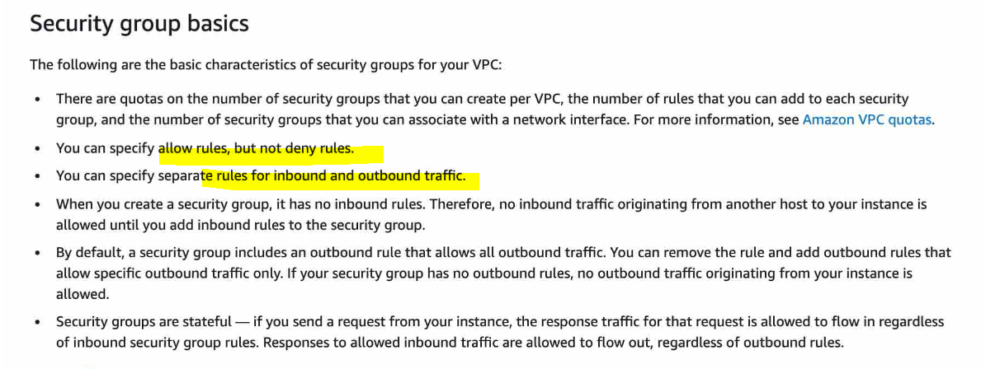 Security group basics
The following are the basic characteristics of security groups for your VPC:
• There are quotas on the number of security groups that you can create per VPC, the number of rules that you can add to each security
group, and the number of security groups that you can associate with a network interface. For more information, see Amazon VPC quotas.
• You can specify allow rules, but not deny rules.
• You can specify separate rules for inbound and outbound traffic.
• When you create a security group, it has no inbound rules. Therefore, no inbound traffic originating from another host to your instance is
allowed until you add inbound rules to the security group.
• By default, a security group includes an outbound rule that allows all outbound traffic. You can remove the rule and add outbound rules that
allow specific outbound traffic only. If your security group has no outbound rules, no outbound traffic originating from your instance is
allowed.
• Security groups are stateful — if you send a request from your instance, the response traffic for that request is allowed to flow in regardless
of inbound security group rules. Responses to allowed inbound traffic are allowed to flow out, regardless of outbound rules.